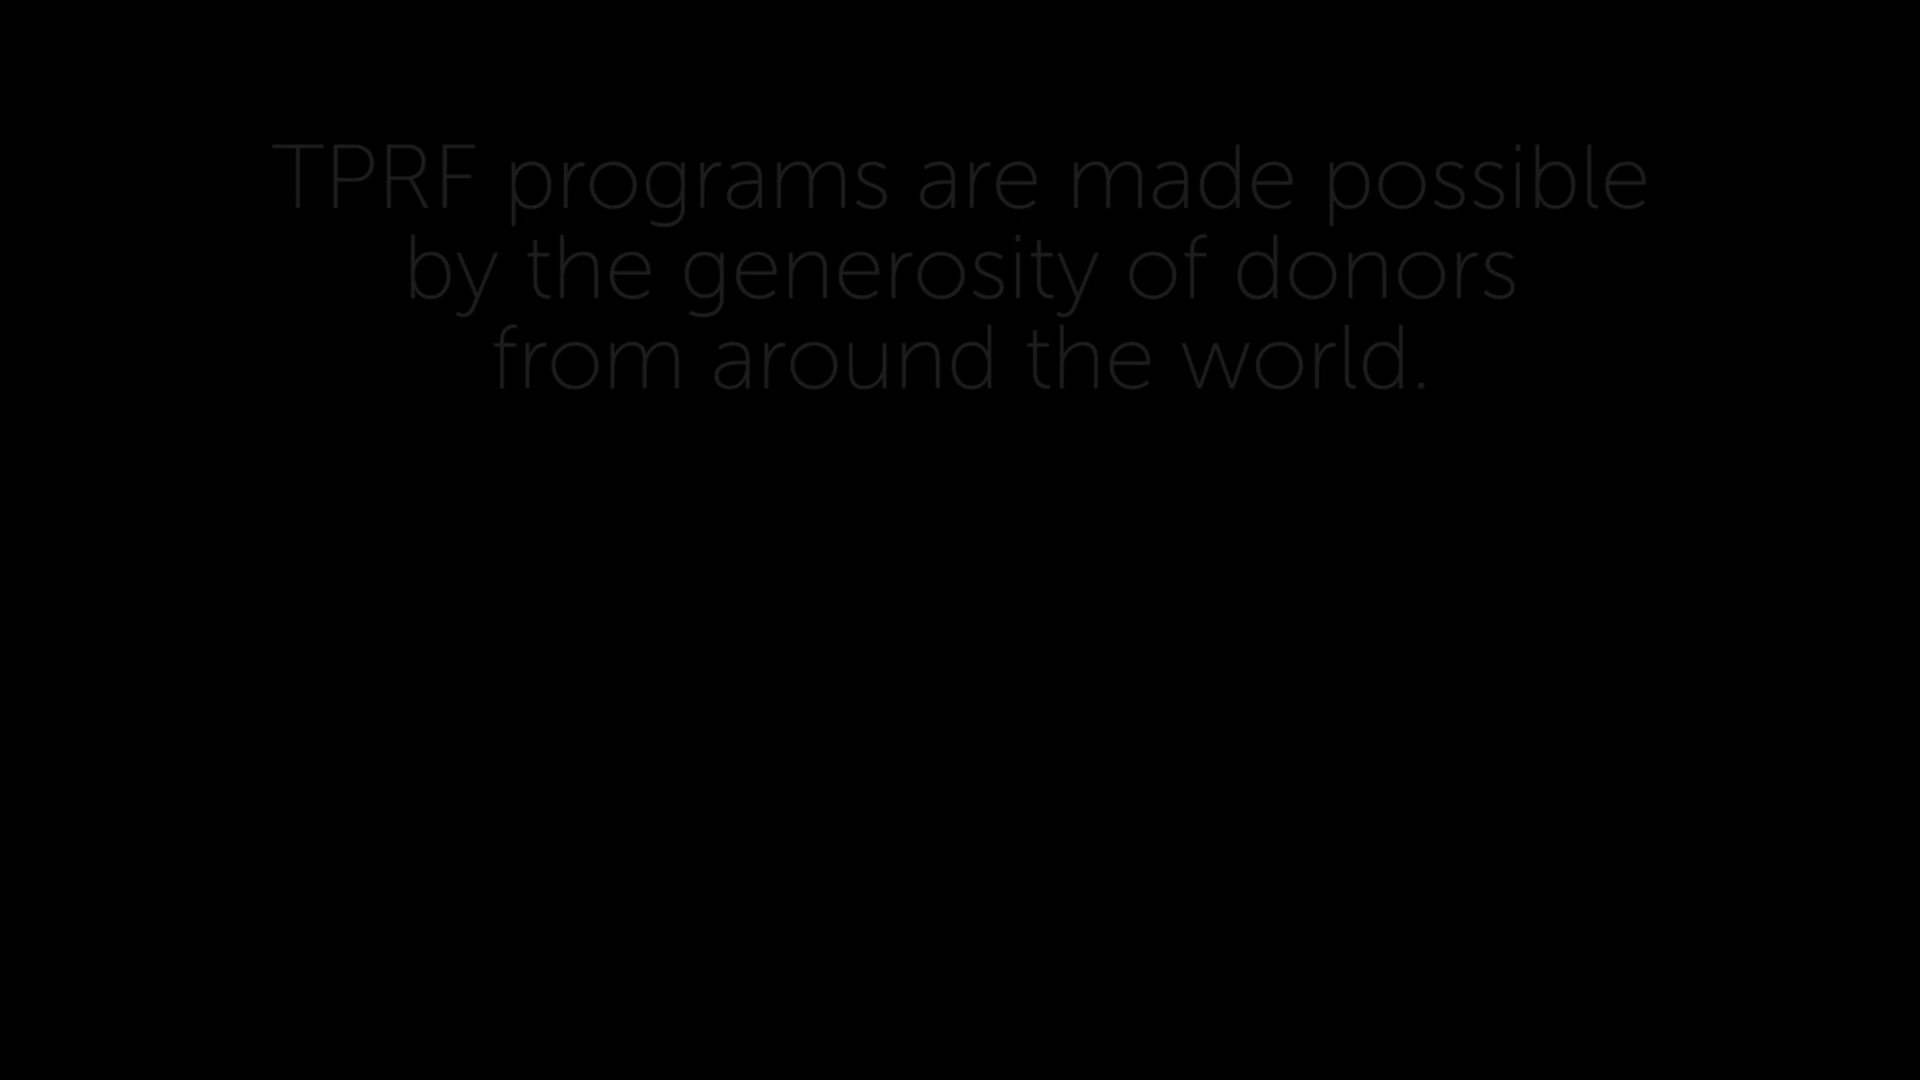 TPRF programs are made possible
by the generosity of donors
from around the world.